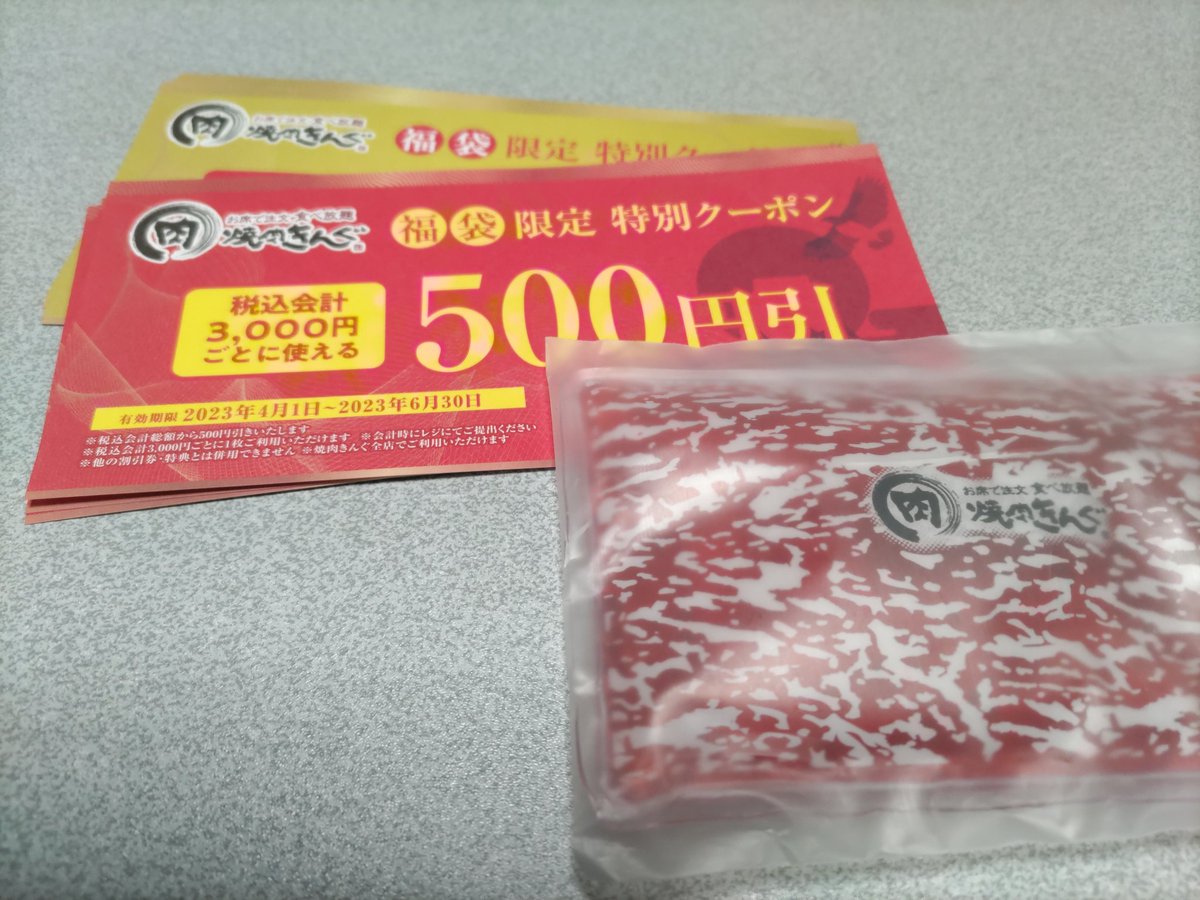 肉 お席で注文・食べ放題
焼肉きんぐ
福袋 限定 特別
肉 お席で注文・食べ放題
焼肉きんぐ
福袋 限定 特別クーポン
税込会計
3,000円
ごとに使える
500円引
有効期限 2023年4月1日~2023年6月30日
※税込会計総額から500円引きいたします ※会計時にレジにてご提出ください
※税込会計3,000円ごとに1枚ご利用いただけます ※焼肉きんぐ全店でご利用いただけます
※他の割引券・特典とは併用できません
肉 お席で注文 食べ放題
焼肉きんぐ